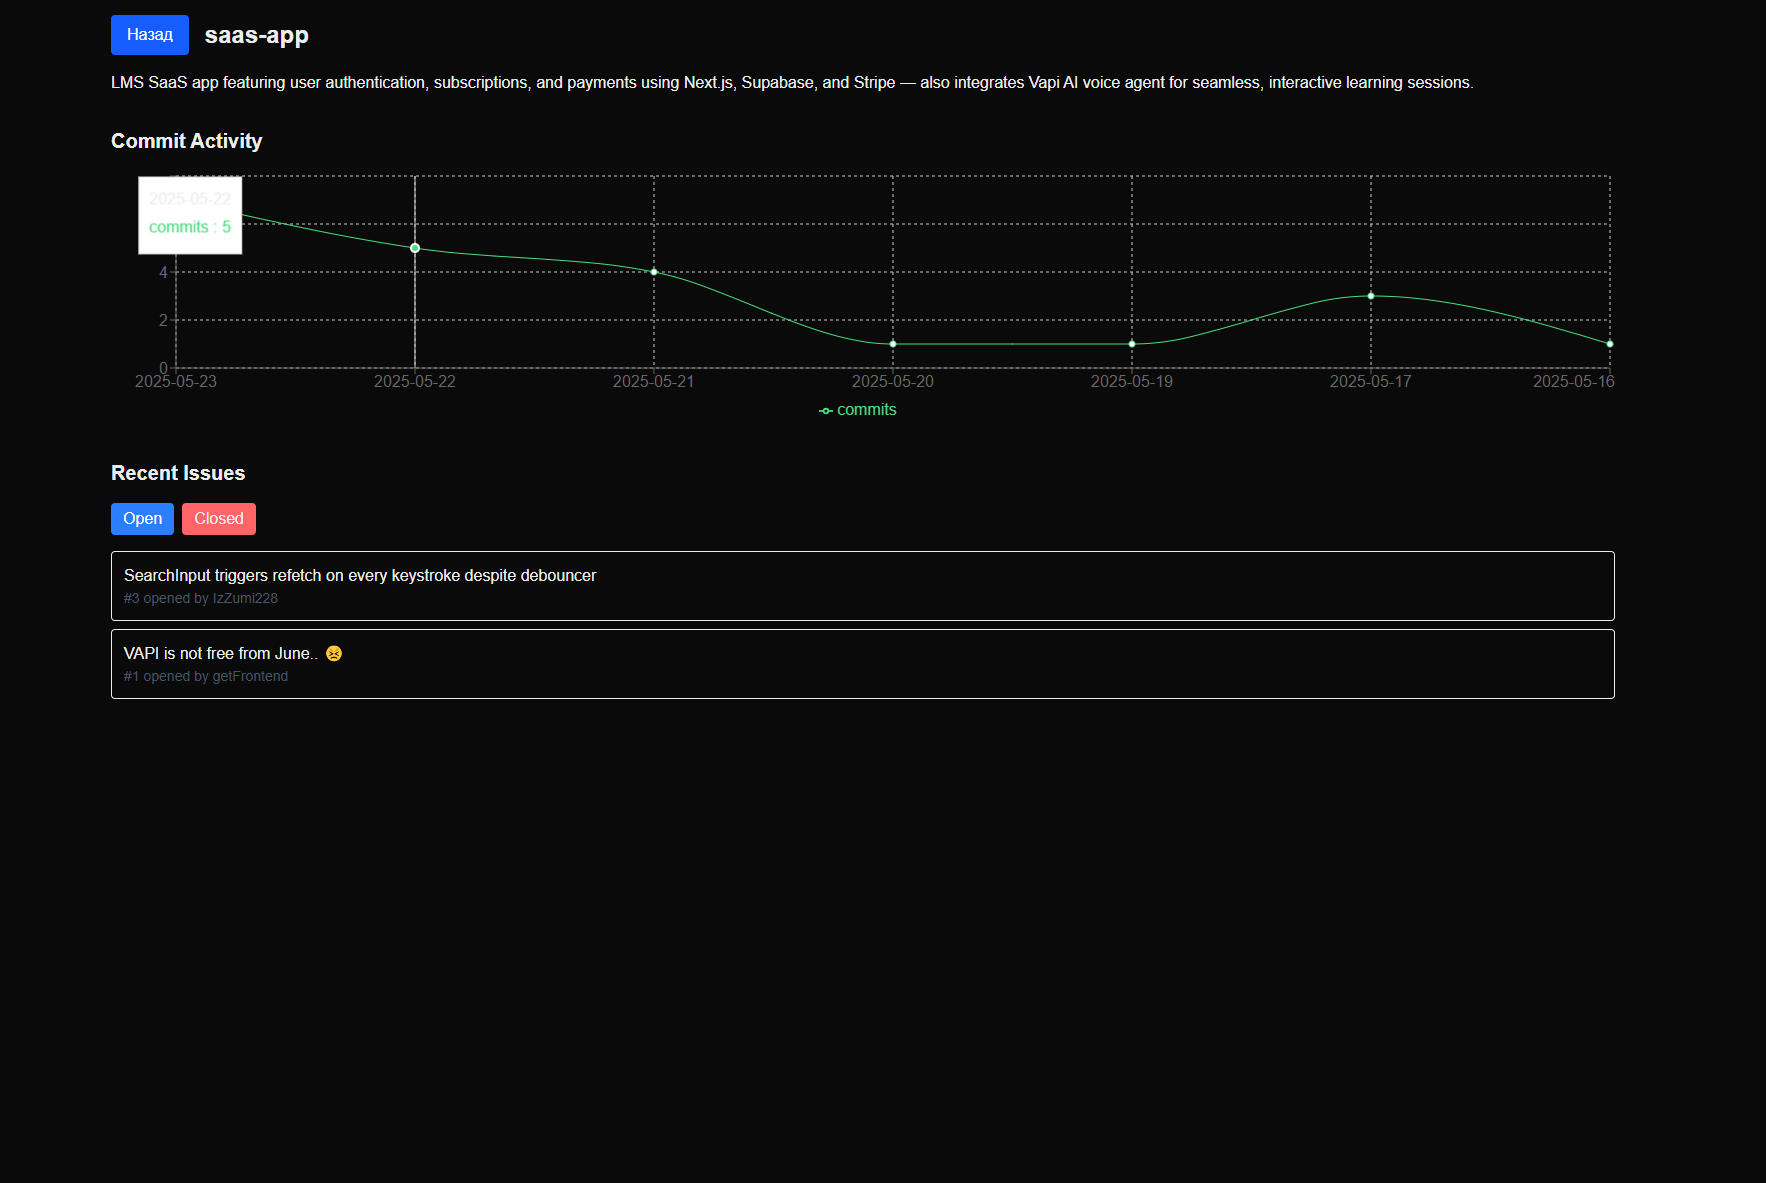 Назад
saas-app
LMS SaaS app featuring user authentication, subscriptions, and payments using Next.js, Supabase, and Stripe — also integrates Vapi AI voice agent for seamless, interactive learning sessions.
Commit Activity
2025-05-22
commits : 5
4
2
0
2025-05-23 2025-05-22 2025-05-21 2025-05-20 2025-05-19 2025-05-17 2025-05-16
commits
Recent Issues
Open Closed
SearchInput triggers refetch on every keystroke despite debouncer
#3 opened by IzZumi228
VAPI is not free from June.. 😣
#1 opened by getFrontend